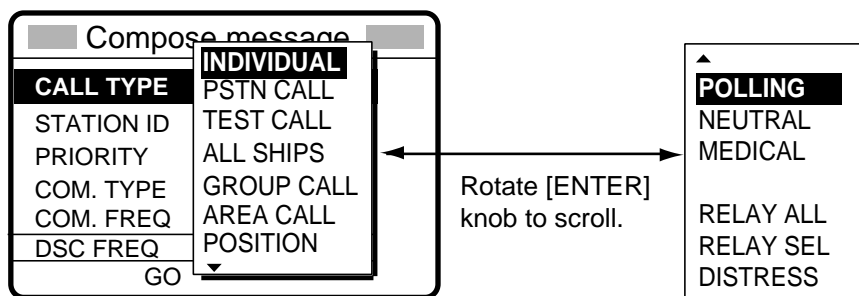 Compose message
CALL TYPE
STATION ID
PRIORITY
COM. TYPE
COM. FREQ
DSC FREQ
GO
INDIVIDUAL
PSTN CALL
TEST CALL
ALL SHIPS
GROUP CALL
AREA CALL
POSITION
Rotate [ENTER]
knob to scroll.
POLLING
NEUTRAL
MEDICAL
RELAY ALL
RELAY SEL
DISTRESS